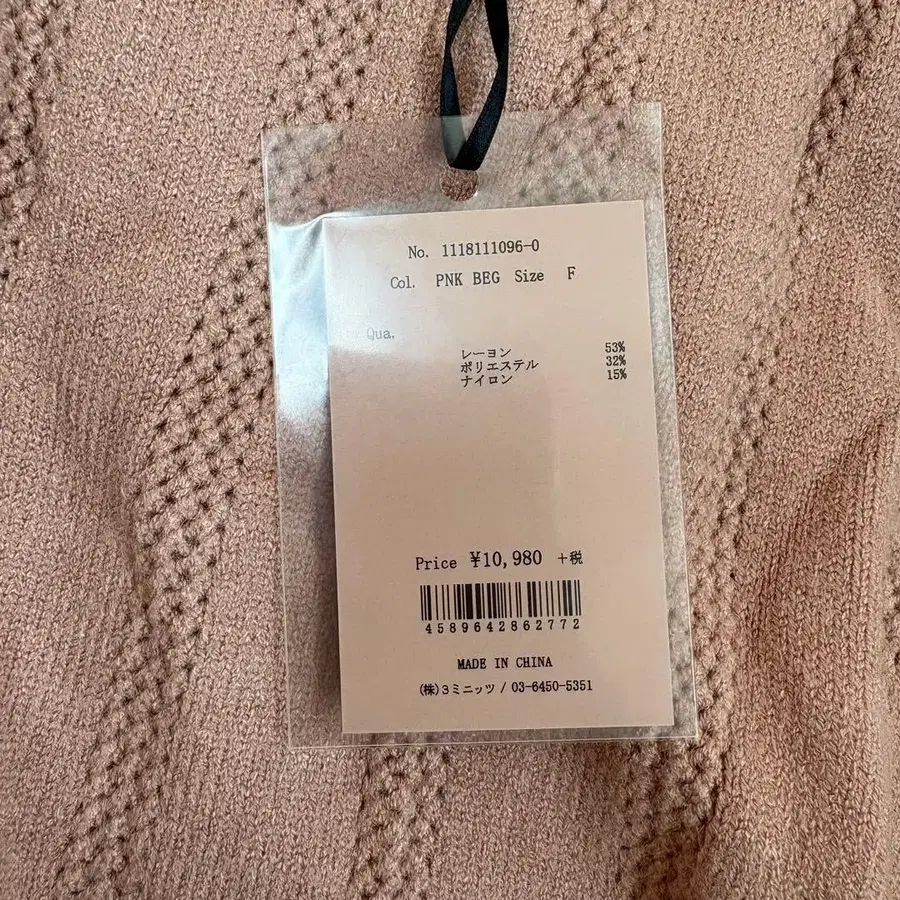 No. 1118111096-0
Col. PNK BEG Size F
Qua.
レーヨン 53%
ポリエステル 32%
ナイロン 15%
Price ¥10,980 +税
4589642862772
MADE IN CHINA
(株)3ミニッツ / 03-6450-5351